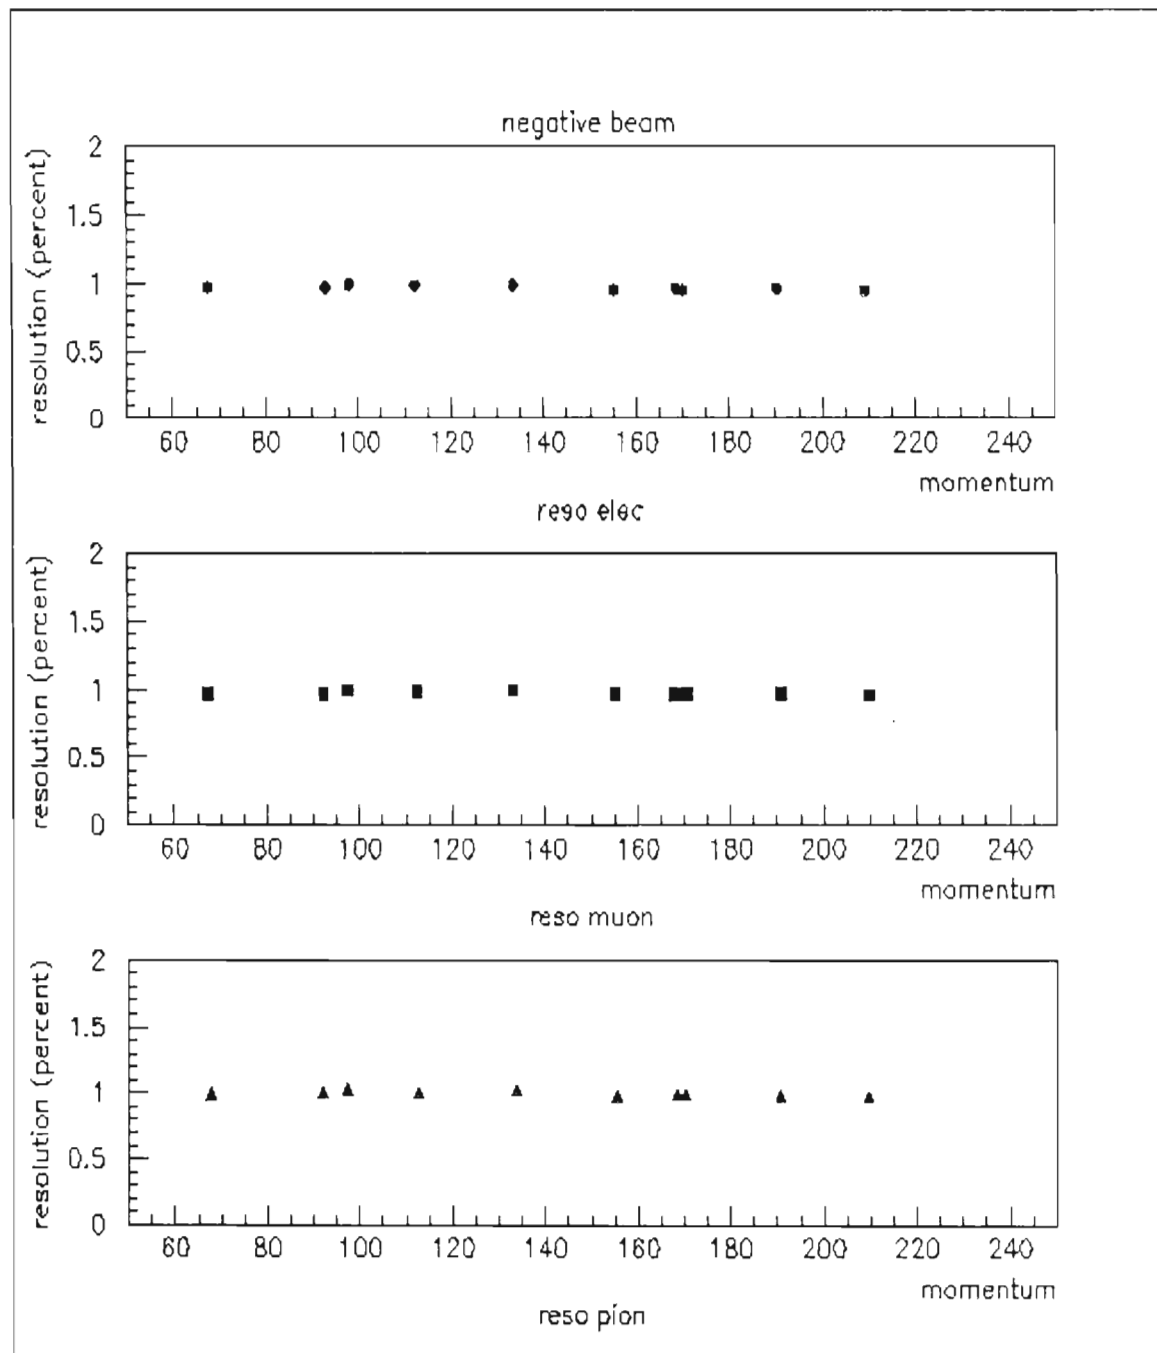 negative beam
resolution (percent)
2
1.5
1
0.5
0
60 80 100 120 140 160 180 200 220 240
momentum
reso elec
resolution (percent)
2
1.5
1
0.5
0
60 80 100 120 140 160 180 200 220 240
momentum
reso muon
resolution (percent)
2
1.5
1
0.5
0
60 80 100 120 140 160 180 200 220 240
momentum
reso pion